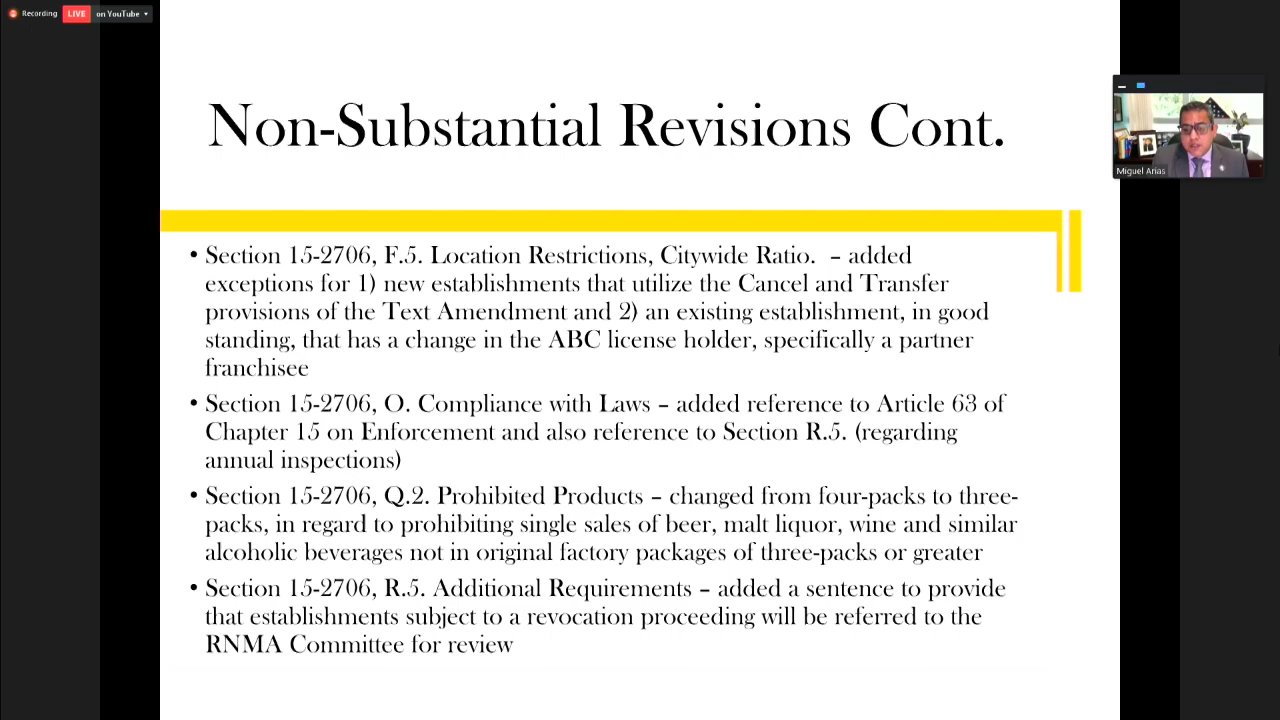 Recording LIVE on YouTube
Non-Substantial Revisions Cont.
Miguel Arias
• Section 15-2706, F.5. Location Restrictions, Citywide Ratio. – added
exceptions for 1) new establishments that utilize the Cancel and Transfer
provisions of the Text Amendment and 2) an existing establishment, in good
standing, that has a change in the ABC license holder, specifically a partner
franchisee
• Section 15-2706, O. Compliance with Laws – added reference to Article 63 of
Chapter 15 on Enforcement and also reference to Section R.5. (regarding
annual inspections)
• Section 15-2706, Q.2. Prohibited Products – changed from four-packs to three-
packs, in regard to prohibiting single sales of beer, malt liquor, wine and similar
alcoholic beverages not in original factory packages of three-packs or greater
• Section 15-2706, R.5. Additional Requirements – added a sentence to provide
that establishments subject to a revocation proceeding will be referred to the
RNMA Committee for review